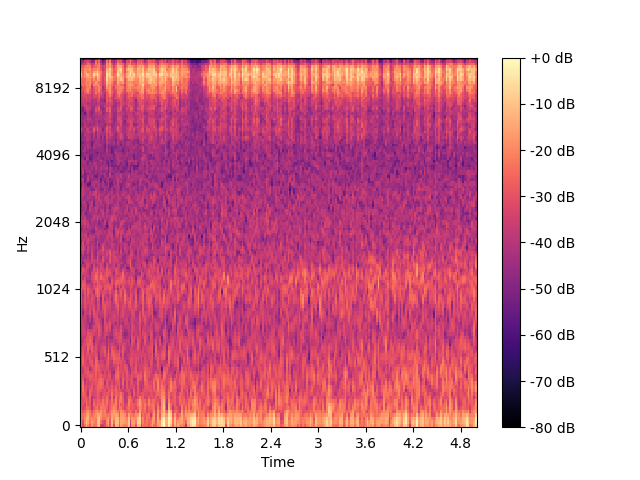 +0 dB
8192
-10 dB
4096
-20 dB
-30 dB
2048
Hz
-40 dB
1024
-50 dB
512
-60 dB
-70 dB
0
-80 dB
0 0.6 1.2 1.8 2.4 3 3.6 4.2 4.8
Time